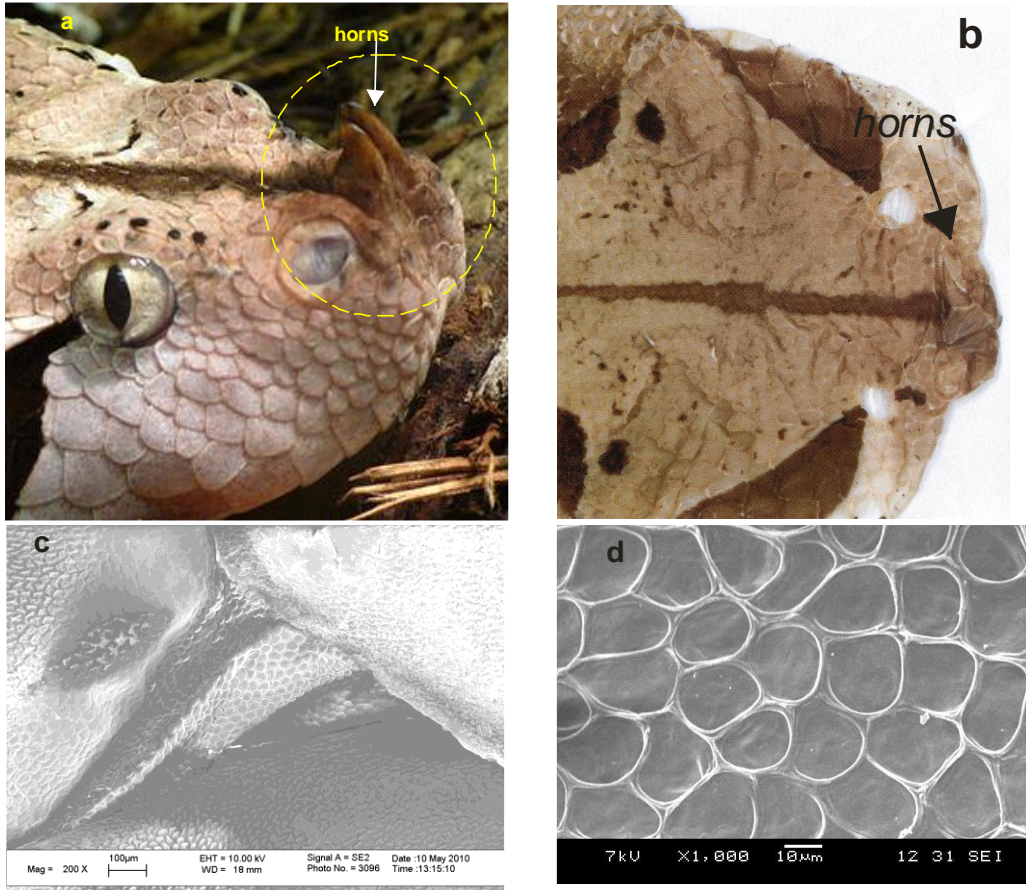 a
horns
b
horns
c
Mag = 200 X
100µm
EHT = 10.00 kV
WD = 18 mm
Signal A = SE2
Photo No. = 3096
Date :10 May 2010
Time :13:15:10
d
7kU X1,000 10µm 12 31 SEI